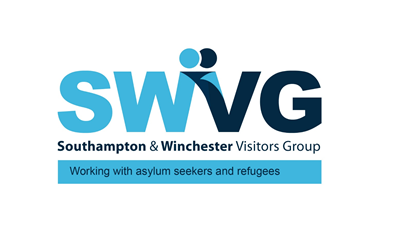 SWVG
Southampton & Winchester Visitors Group
Working with asylum seekers and refugees